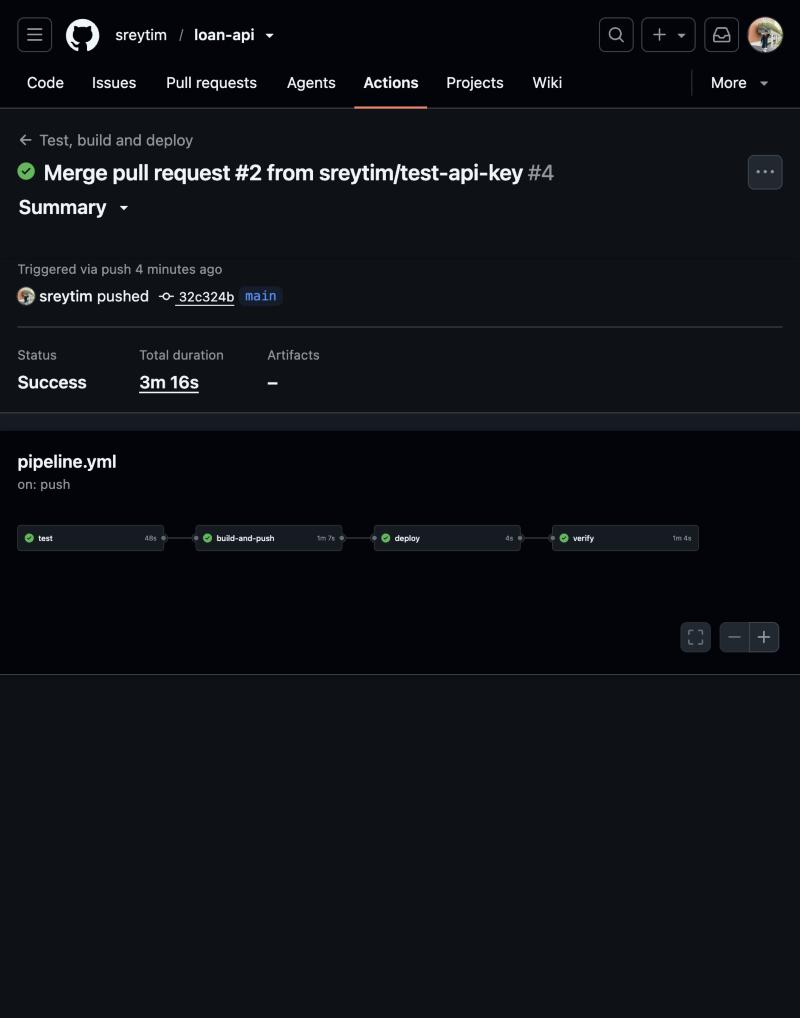 sreytim / loan-api
Code Issues Pull requests Agents Actions Projects Wiki More
← Test, build and deploy
Merge pull request #2 from sreytim/test-api-key #4
Summary
Triggered via push 4 minutes ago
sreytim pushed 32c324b main
Status Total duration Artifacts
Success 3m 16s –
pipeline.yml
on: push
test 48s build-and-push 1m 7s deploy 4s verify 1m 4s